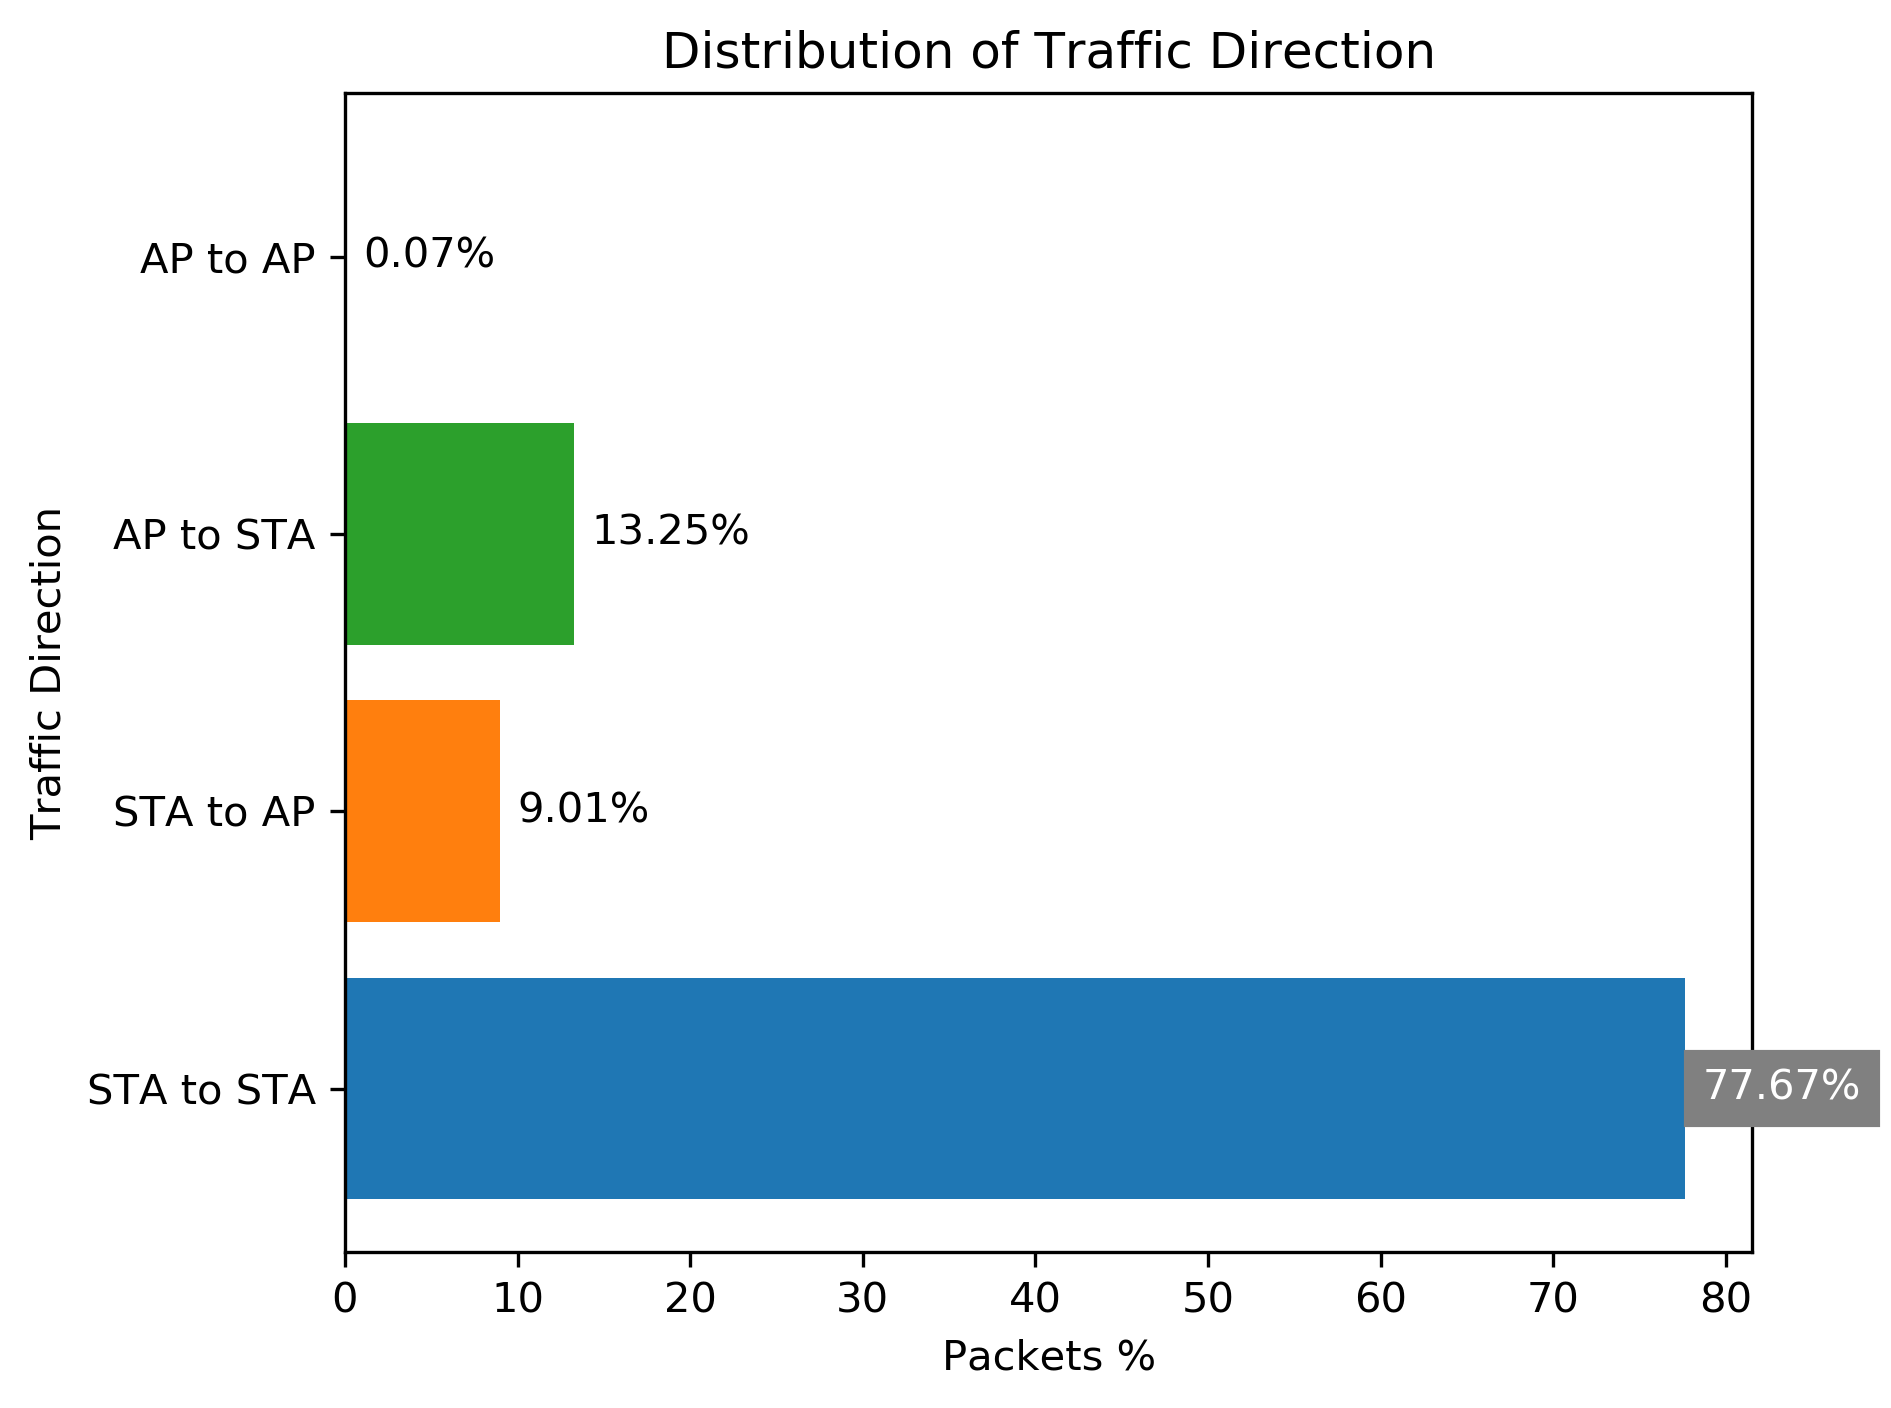 Distribution of Traffic Direction
Traffic Direction
AP to AP
0.07%
AP to STA
13.25%
STA to AP
9.01%
STA to STA
77.67%
0 10 20 30 40 50 60 70 80
Packets %